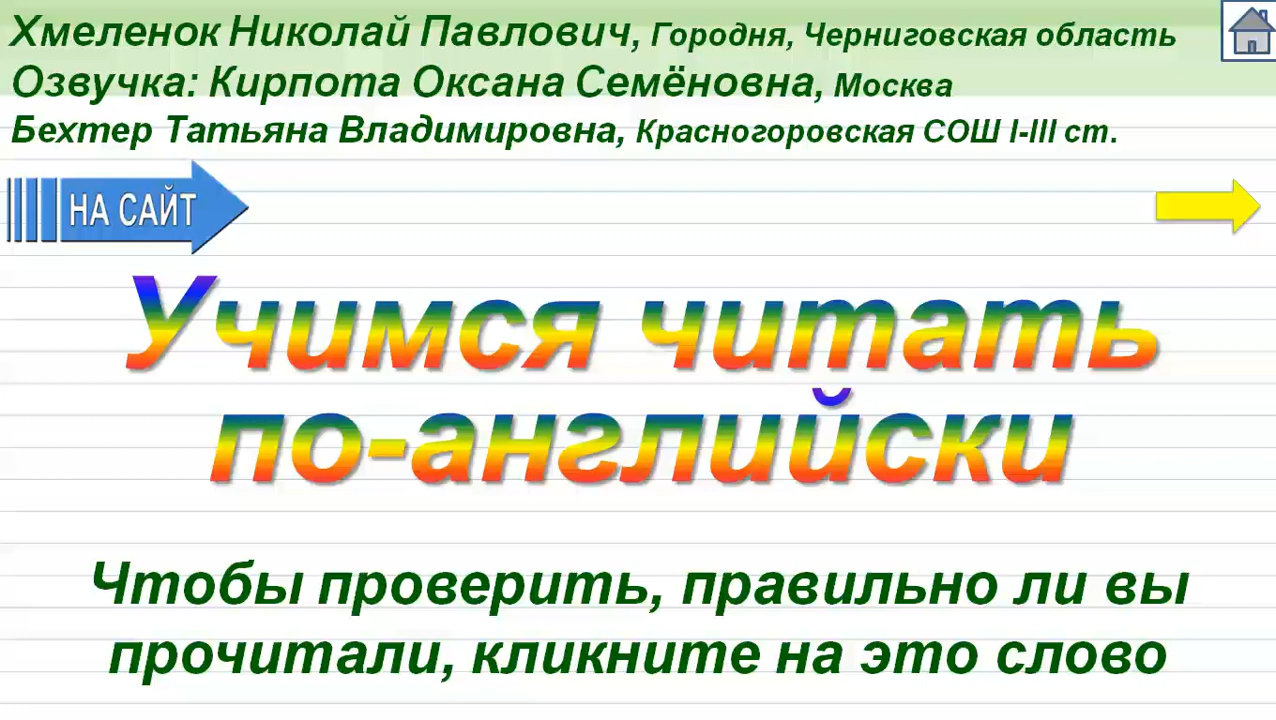 Хмеленок Николай Павлович, Городня, Черниговская область
Озвучка: Кирпота Оксана Семёновна, Москва
Бехтер Татьяна Владимировна, Красногоровская СОШ I-III ст.
НА САЙТ
Учимся читать
по-английски
Чтобы проверить, правильно ли вы
прочитали, кликните на это слово